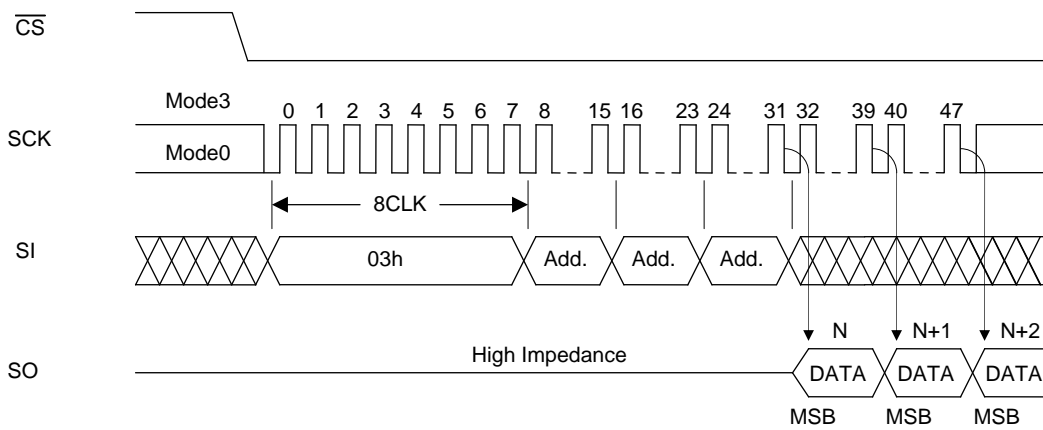 CS
Mode3
0 1 2 3 4 5 6 7 8 15 16 23 24 31 32 39 40 47
SCK
Mode0
8CLK
SI
03h Add. Add. Add.
N N+1 N+2
High Impedance
SO
DATA DATA DATA
MSB MSB MSB